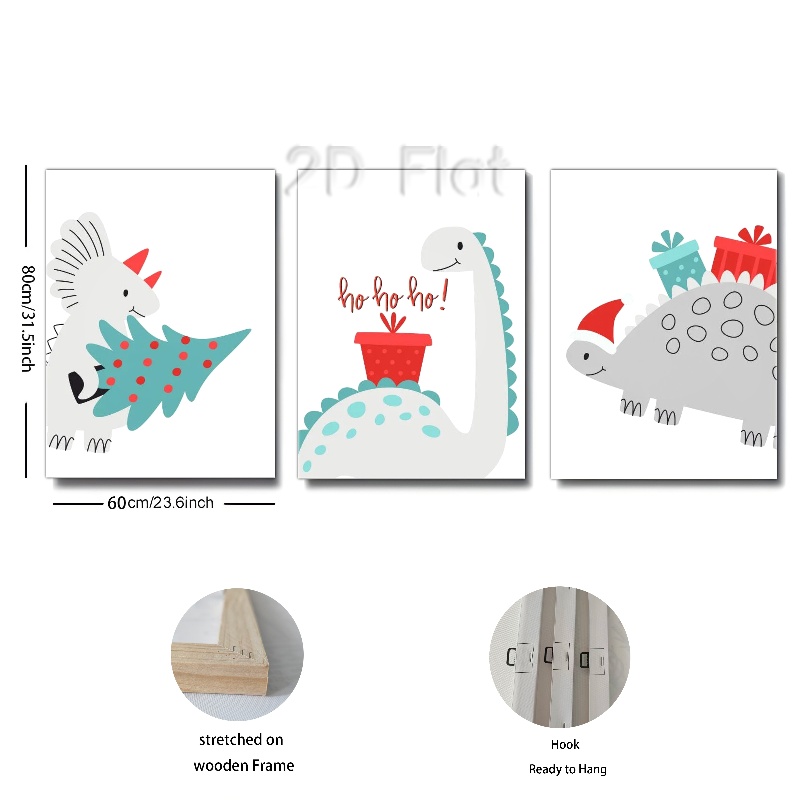 2D Flat
80cm/31.5inch
ho ho ho!
60cm/23.6inch
stretched on
wooden Frame
Hook
Ready to Hang